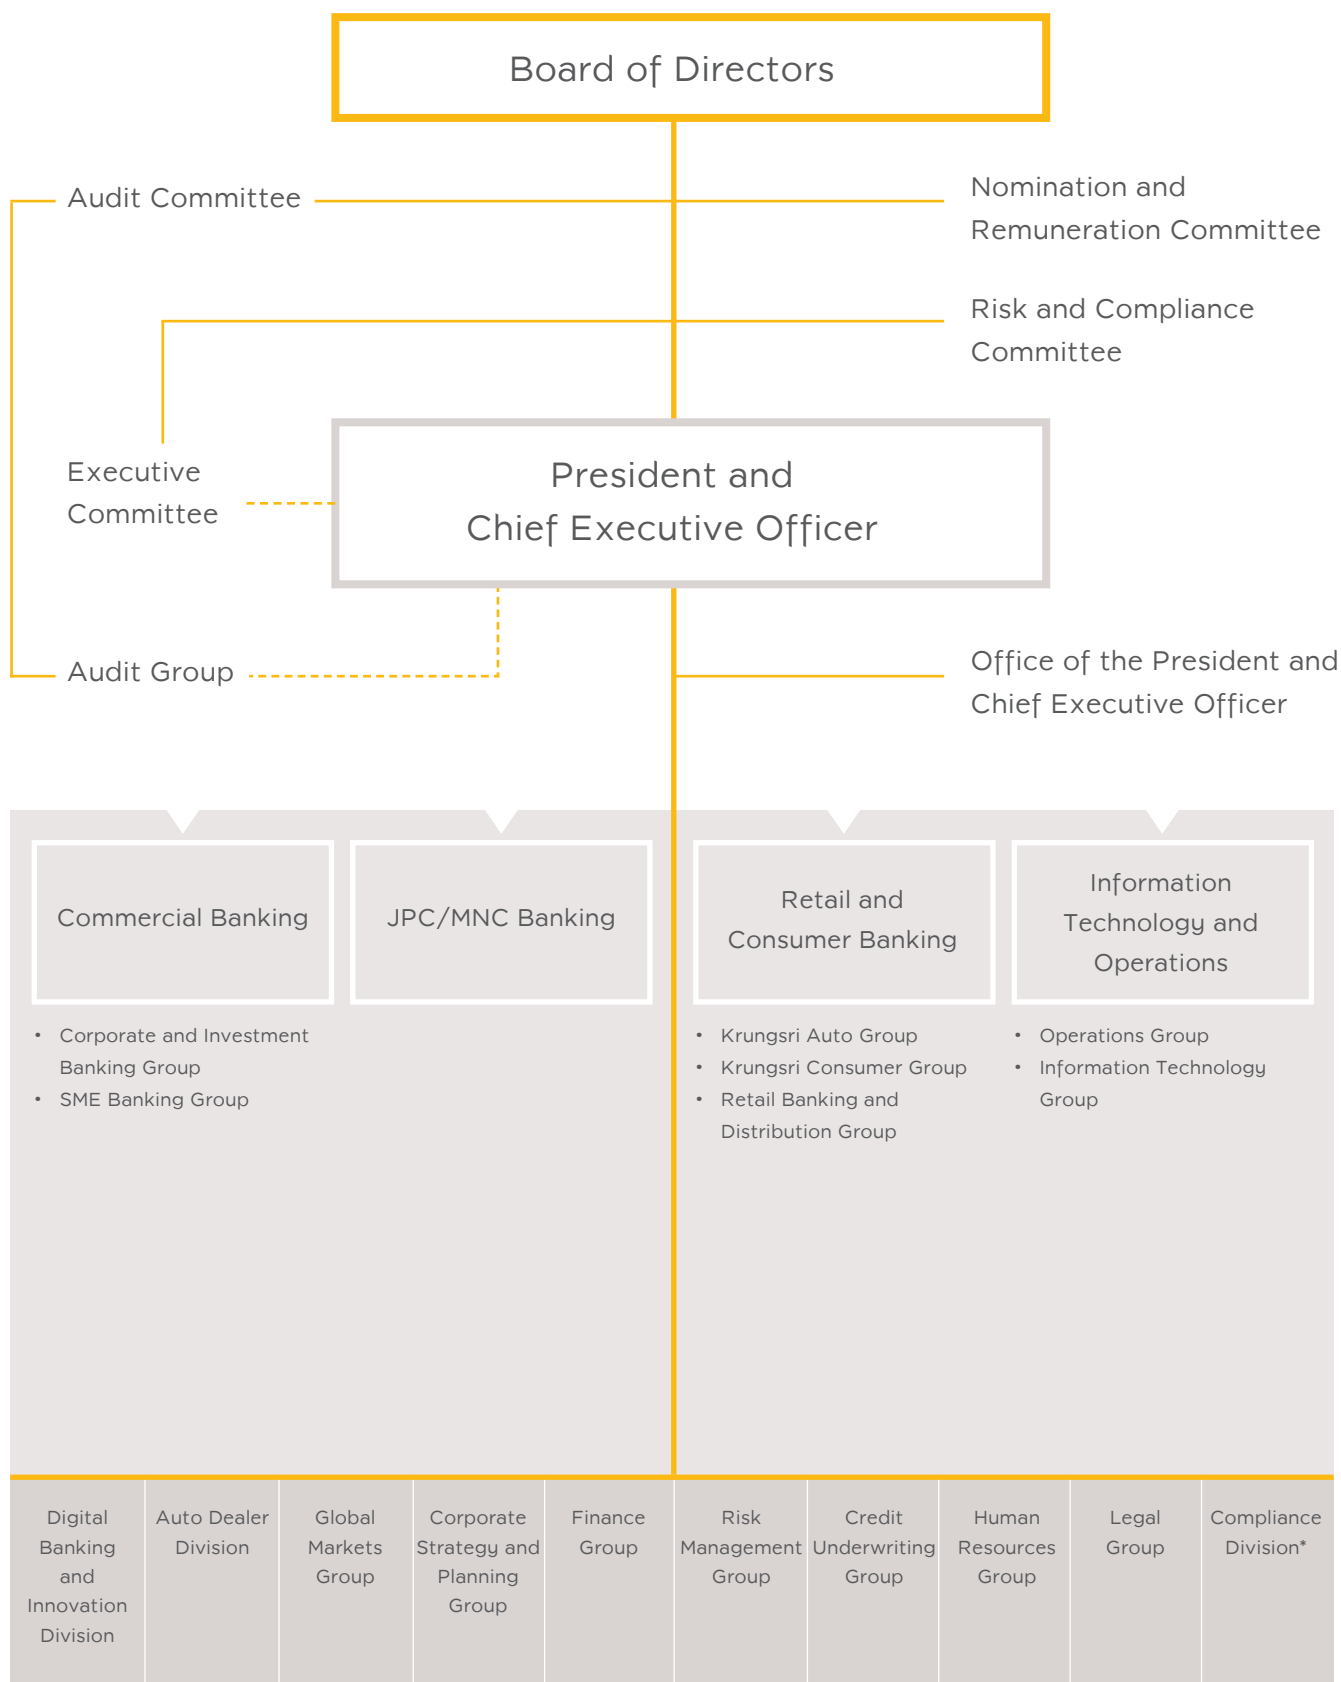 Board of Directors
Audit Committee
Nomination and
Remuneration Committee
Risk and Compliance
Committee
Executive
Committee
President and
Chief Executive Officer
Audit Group
Office of the President and
Chief Executive Officer
Commercial Banking
JPC/MNC Banking
Retail and
Consumer Banking
Information
Technology and
Operations
• Corporate and Investment
Banking Group
• SME Banking Group
• Krungsri Auto Group
• Krungsri Consumer Group
• Retail Banking and
Distribution Group
• Operations Group
• Information Technology
Group
Digital
Banking
and
Innovation
Division
Auto Dealer
Division
Global
Markets
Group
Corporate
Strategy and
Planning
Group
Finance
Group
Risk
Management
Group
Credit
Underwriting
Group
Human
Resources
Group
Legal
Group
Compliance
Division*